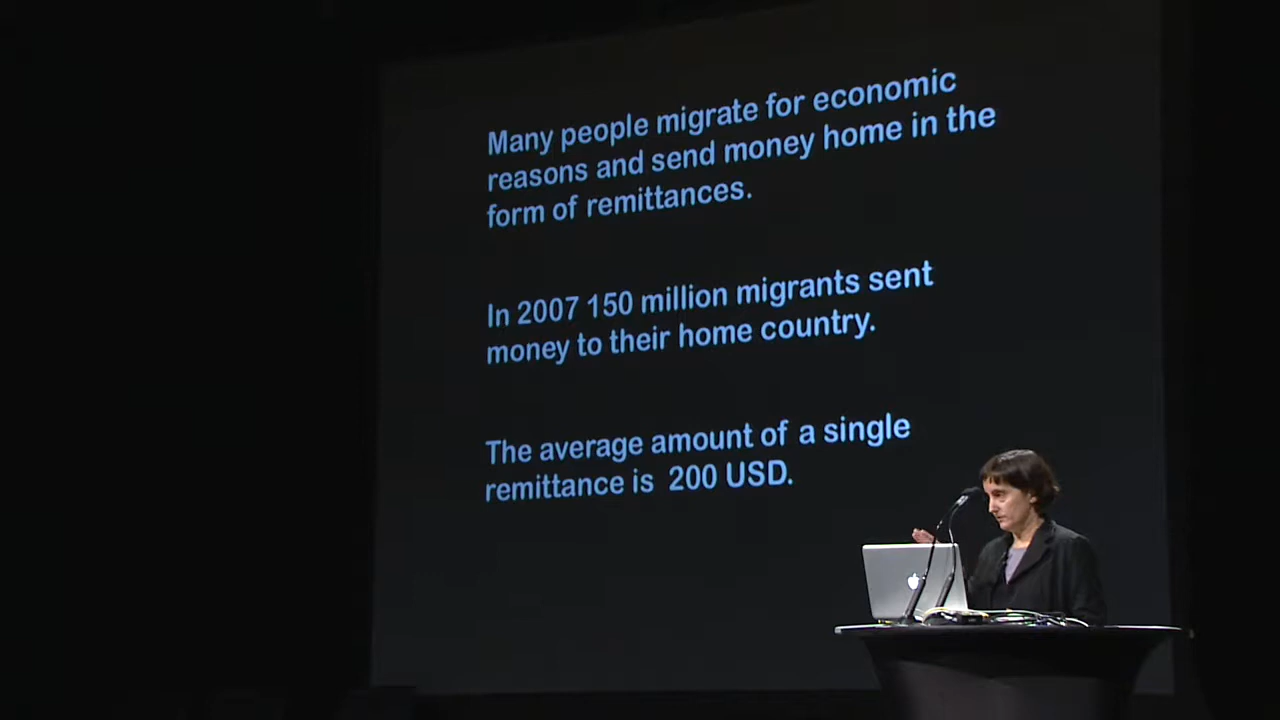 Many people migrate for economic
reasons and send money home in the
form of remittances.
In 2007 150 million migrants sent
money to their home country.
The average amount of a single
remittance is 200 USD.